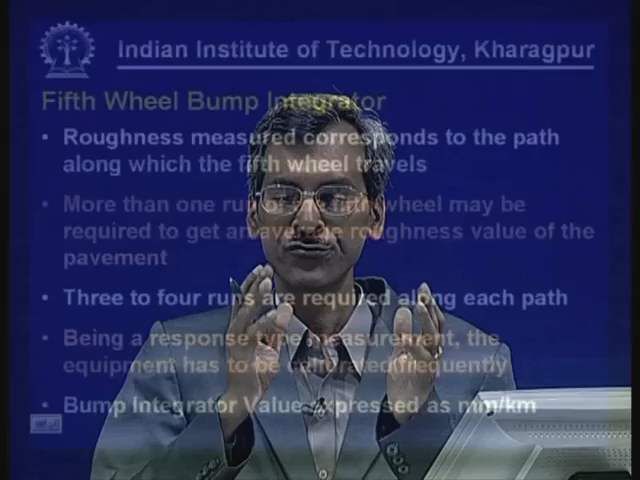 Indian Institute of Technology, Kharagpur
Fifth Wheel Bump Integrator
• Roughness measured corresponds to the path
along which the fifth wheel travels
• More than one run wheel may be
required to get an roughness value of the
pavement
• Three to four runs are required along each path
• Being a response type measurement, the
equipment has to be calibrated frequently
• Bump Integrator Value expressed as mm/km